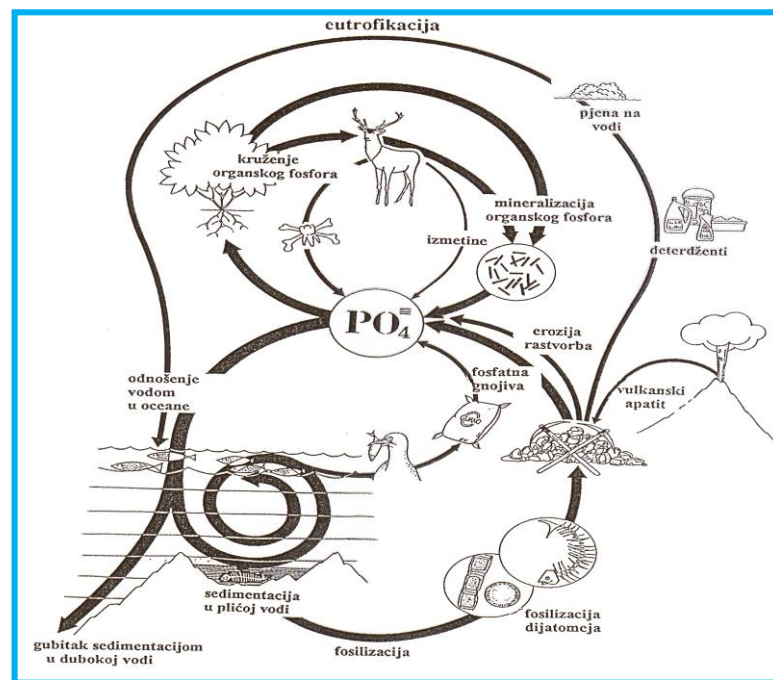 eutrofikacija
pjena na
vodi
kruženje
organskog fosfora
mineralizacija
organskog fosfora
izmetine
deterdženti
PO₄≡
erozija
rastvorba
fosfatna
gnojiva
vulkanski
apatit
odnošenje
vodom
u oceane
sedimentacija
u plićoj vodi
fosilizacija
dijatomeja
gubitak sedimentacijom
u dubokoj vodi
fosilizacija